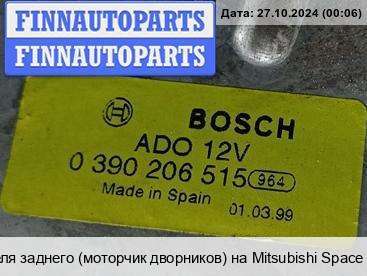 FINNAUTOPARTS
FINNAUTOPARTS
Дата: 27.10.2024 (00:06)
BOSCH
ADO 12V
0 390 206 515 964
Made in Spain
01.03.99
еля заднего (моторчик дворников) на Mitsubishi Space